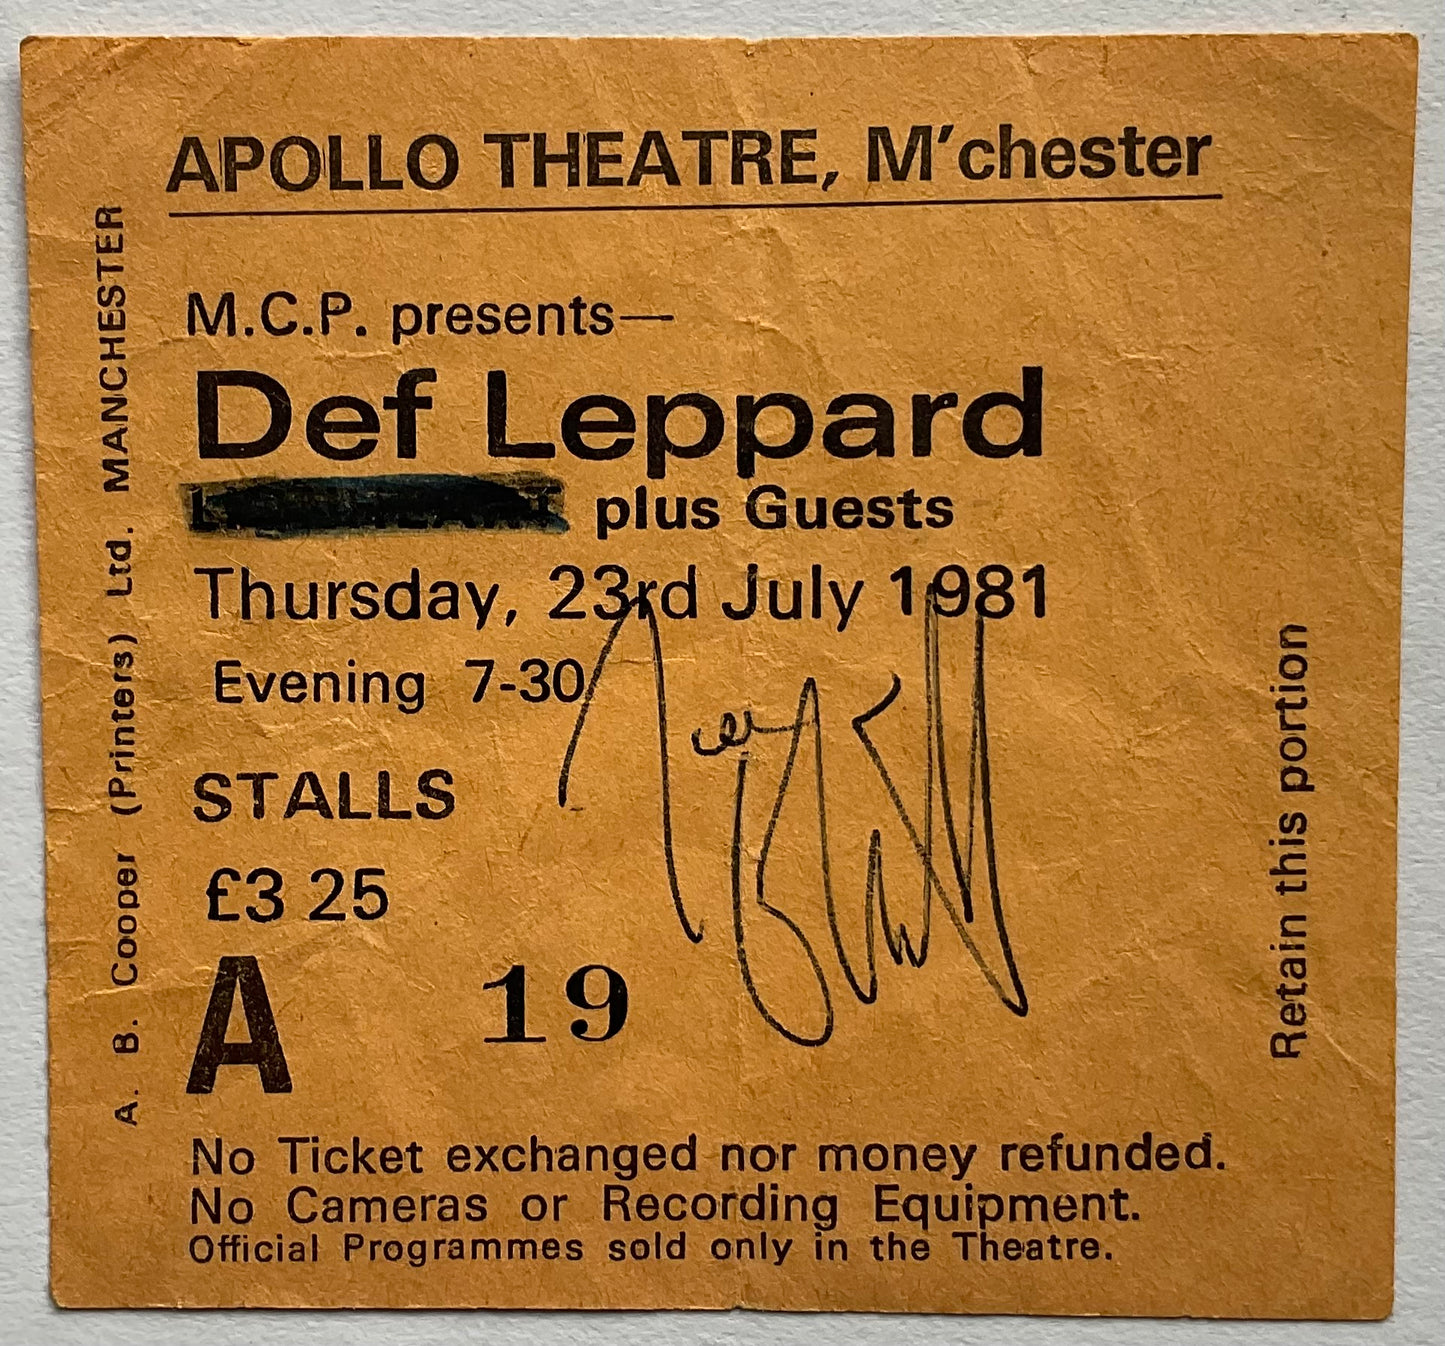 APOLLO THEATRE, M'chester
M.C.P. presents—
Def Leppard
plus Guests
Thursday, 23rd July 1981
Evening 7-30
STALLS
£3 25
A 19
No Ticket exchanged nor money refunded.
No Cameras or Recording Equipment.
Official Programmes sold only in the Theatre.
A. B. Cooper (Printers) Ltd. MANCHESTER
Retain this portion